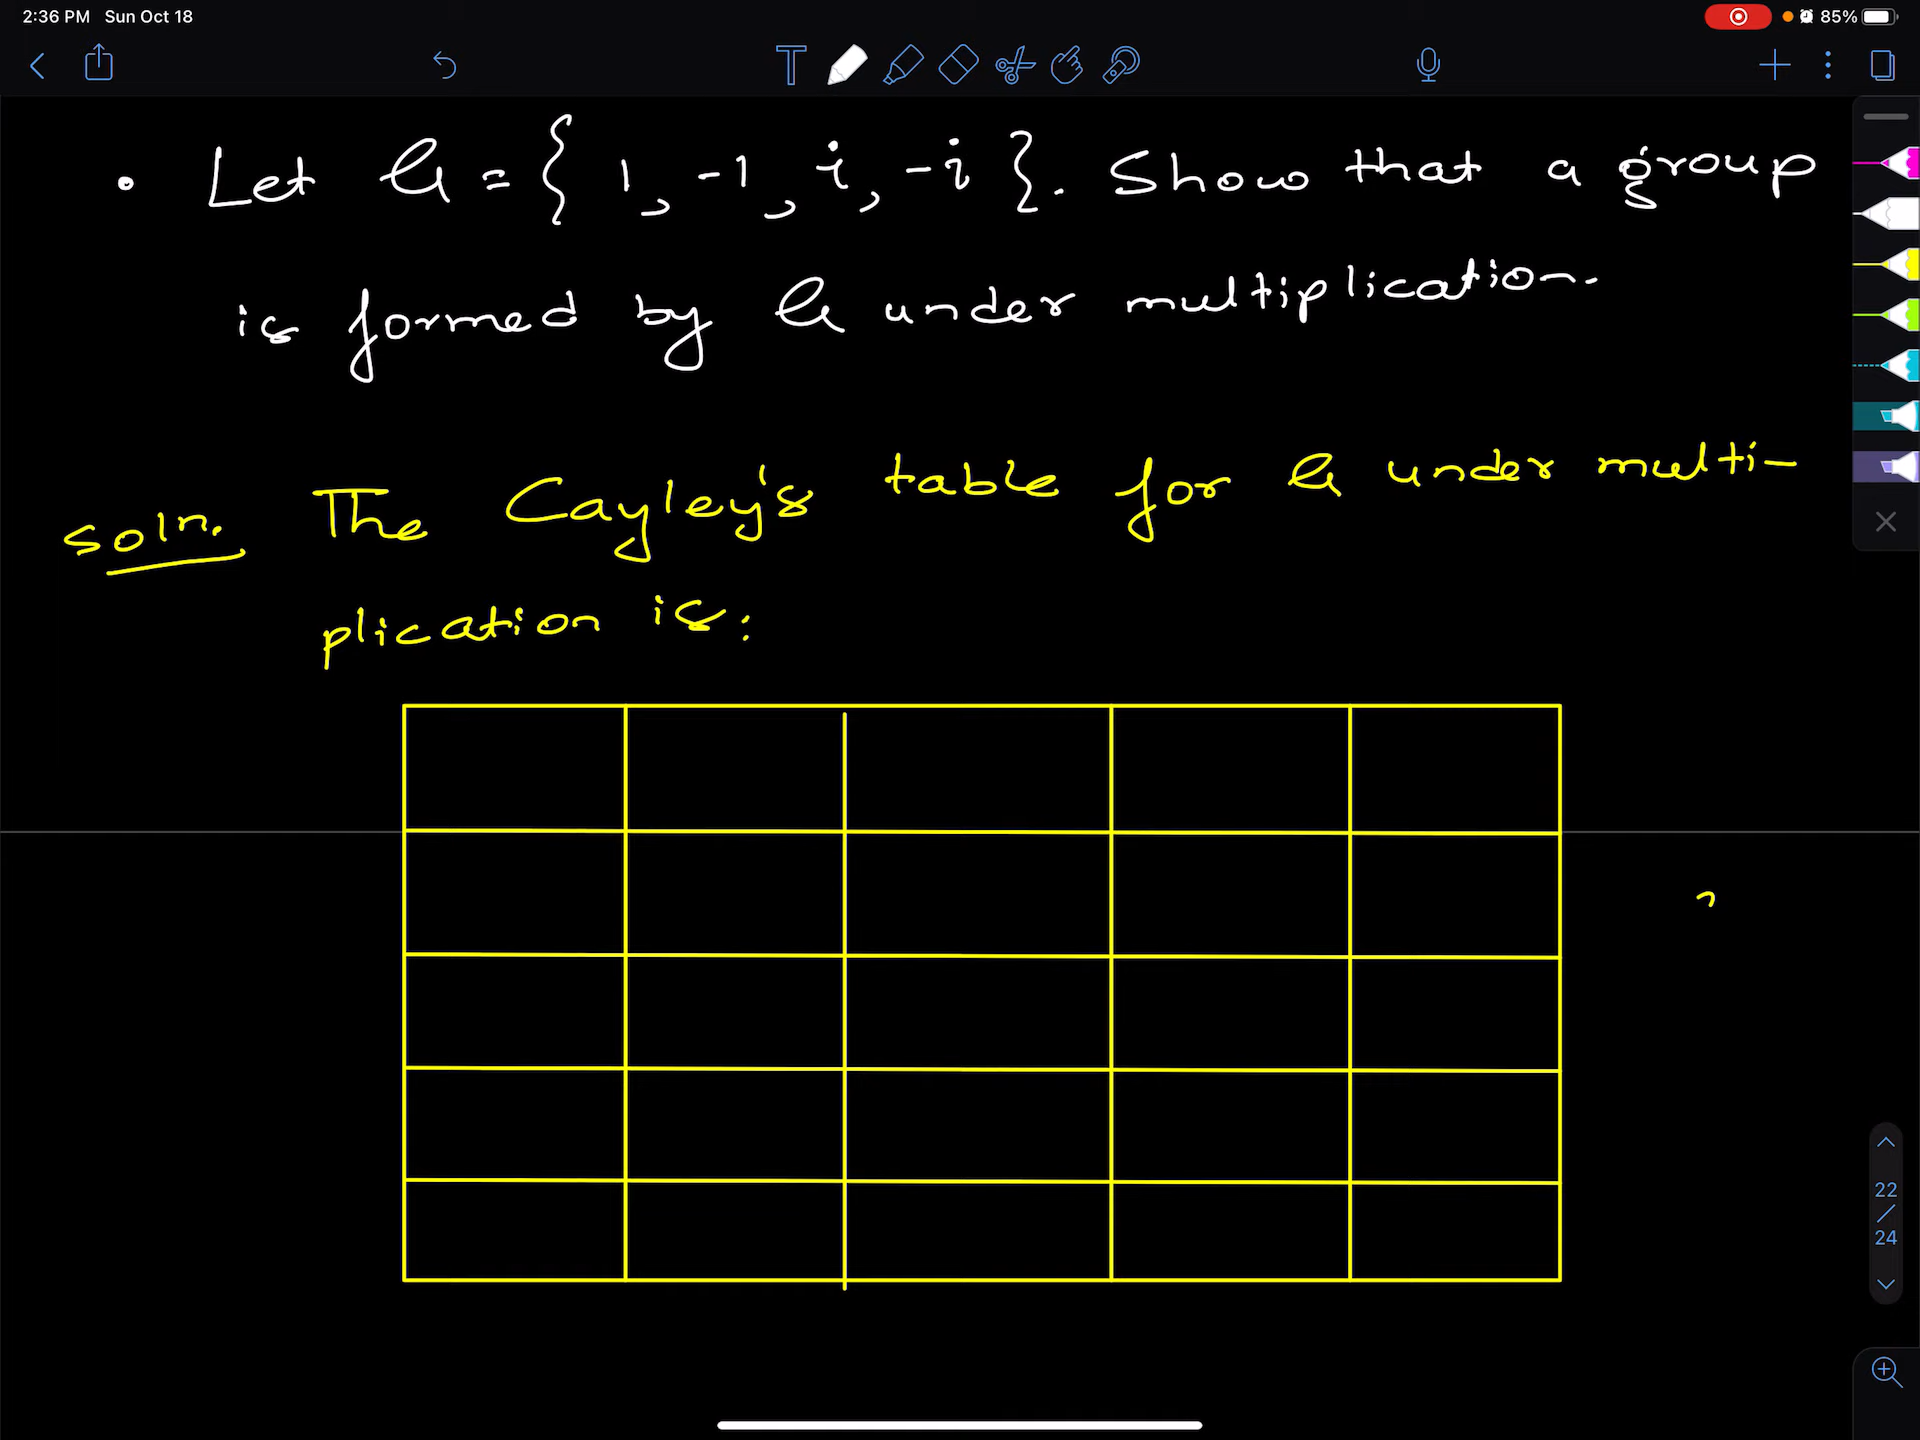 2:36 PM Sun Oct 18
85%
• Let G = { 1, -1, i, -i }. Show that a group
is formed by G under multiplication.
soln. The Cayley's table for G under multi-
plication is:
22
/
24